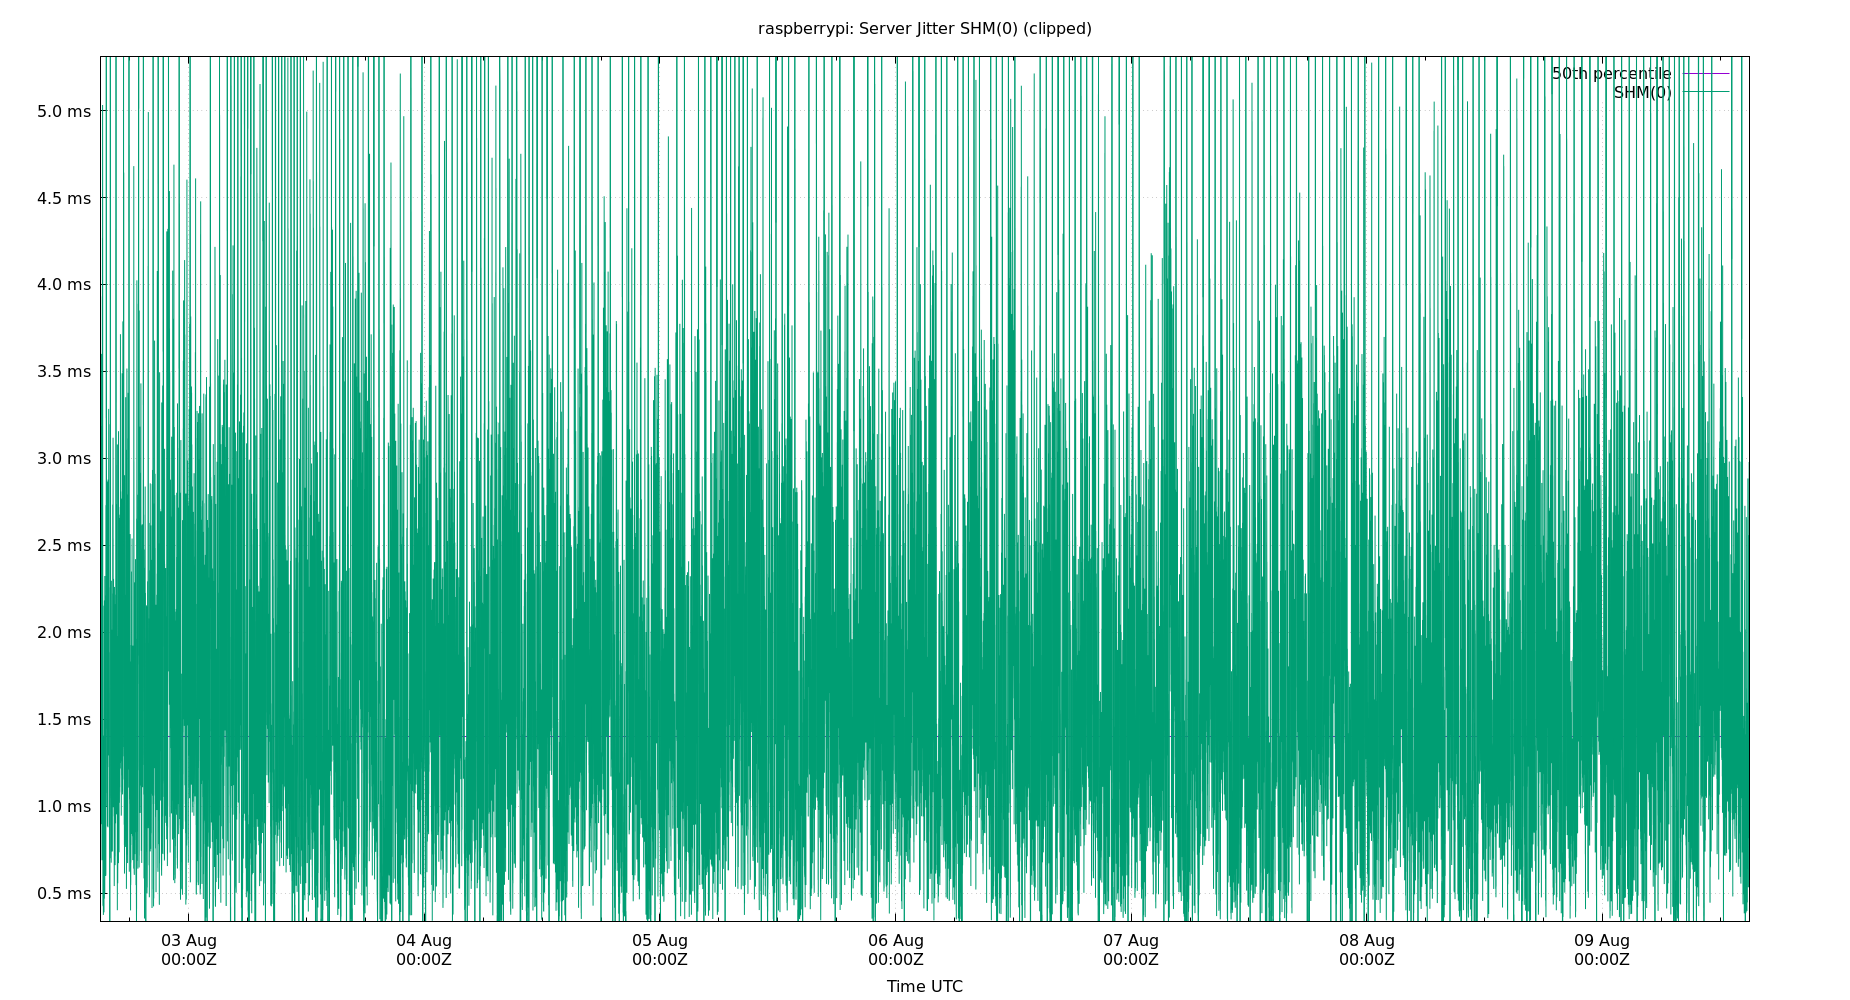 raspberrypi: Server Jitter SHM(0) (clipped)
50th percentile
SHM(0)
5.0 ms
4.5 ms
4.0 ms
3.5 ms
3.0 ms
2.5 ms
2.0 ms
1.5 ms
1.0 ms
0.5 ms
03 Aug 04 Aug 05 Aug 06 Aug 07 Aug 08 Aug 09 Aug
00:00Z 00:00Z 00:00Z 00:00Z 00:00Z 00:00Z 00:00Z
Time UTC